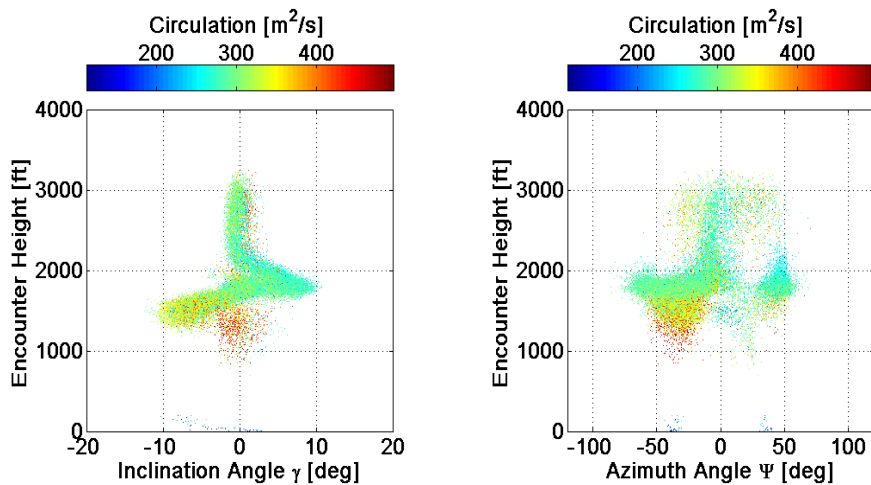 Circulation [m²/s]
200 300 400
4000
3000
2000
1000
0
-20 -10 0 10 20
Encounter Height [ft]
Inclination Angle γ [deg]
Circulation [m²/s]
200 300 400
4000
3000
2000
1000
0
-100 -50 0 50 100
Encounter Height [ft]
Azimuth Angle Ψ [deg]